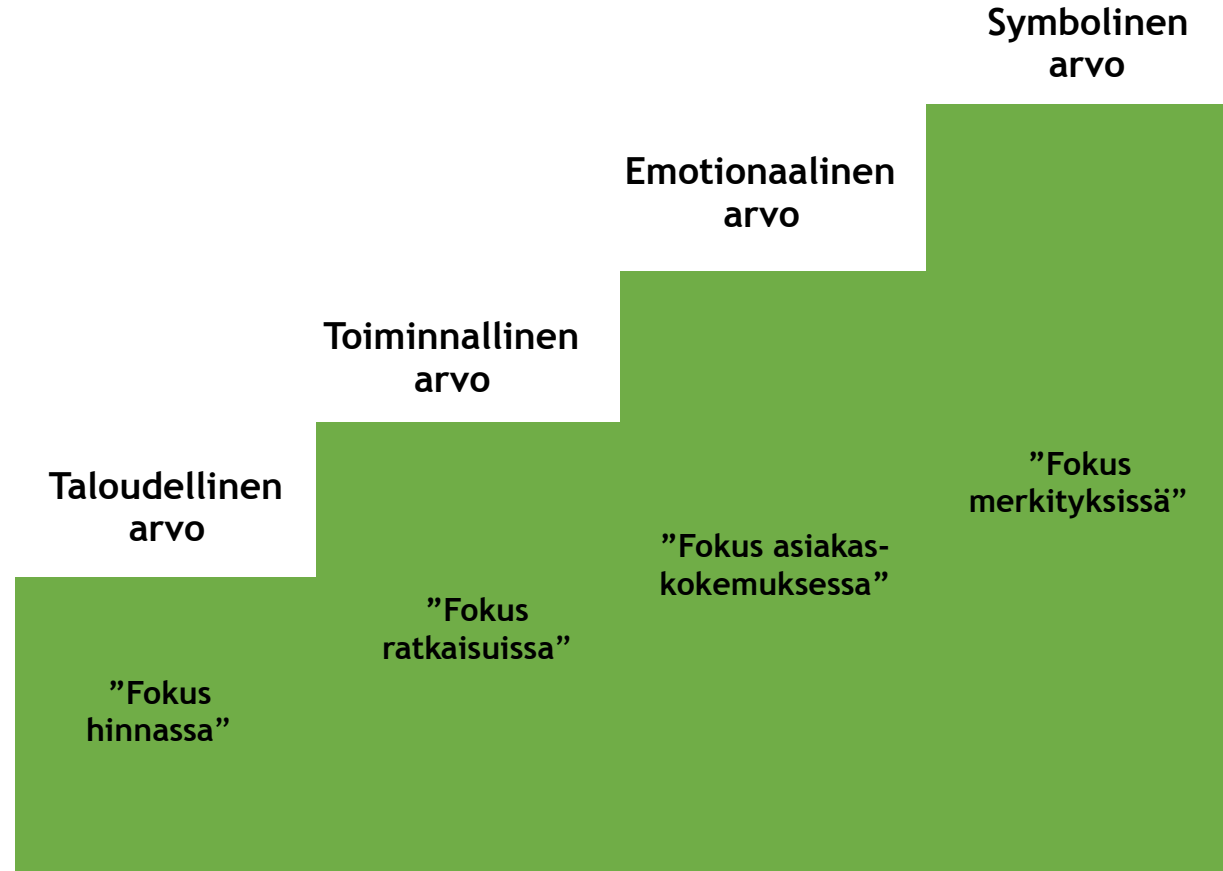 Symbolinen
arvo
Emotionaalinen
arvo
Toiminnallinen
arvo
Taloudellinen
arvo
”Fokus
hinnassa”
”Fokus
ratkaisuissa”
”Fokus asiakas-
kokemuksessa”
”Fokus
merkityksissä”